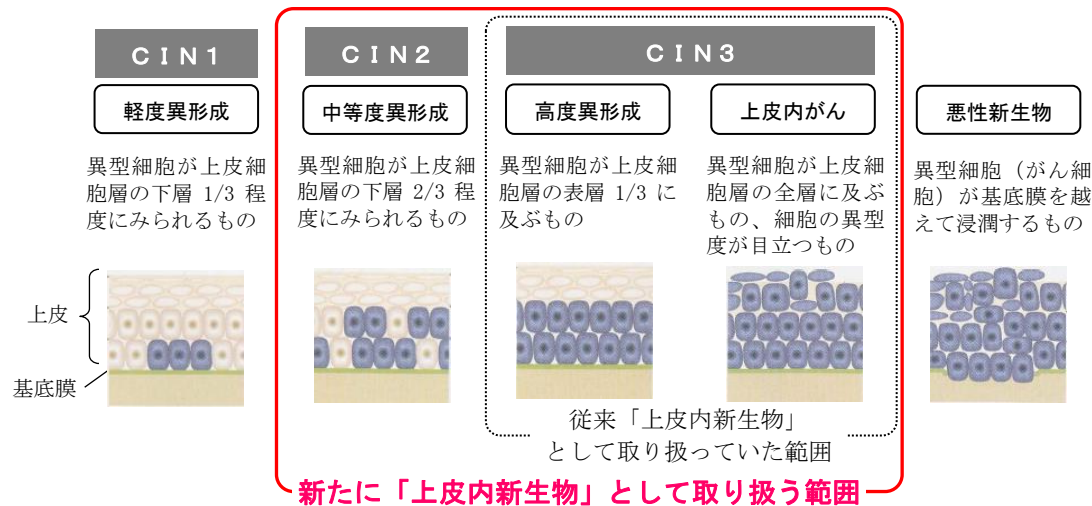 ＣＩＮ１
ＣＩＮ２
ＣＩＮ３
軽度異形成
中等度異形成
高度異形成
上皮内がん
悪性新生物
異型細胞が上皮細
胞層の下層 1/3 程
度にみられるもの
異型細胞が上皮細
胞層の下層 2/3 程
度にみられるもの
異型細胞が上皮細
胞層の表層 1/3 に
及ぶもの
異型細胞が上皮細
胞層の全層に及ぶ
もの、細胞の異型
度が目立つもの
異型細胞（がん細
胞）が基底膜を越
えて浸潤するもの
上皮
基底膜
従来「上皮内新生物」
として取り扱っていた範囲
新たに「上皮内新生物」として取り扱う範囲